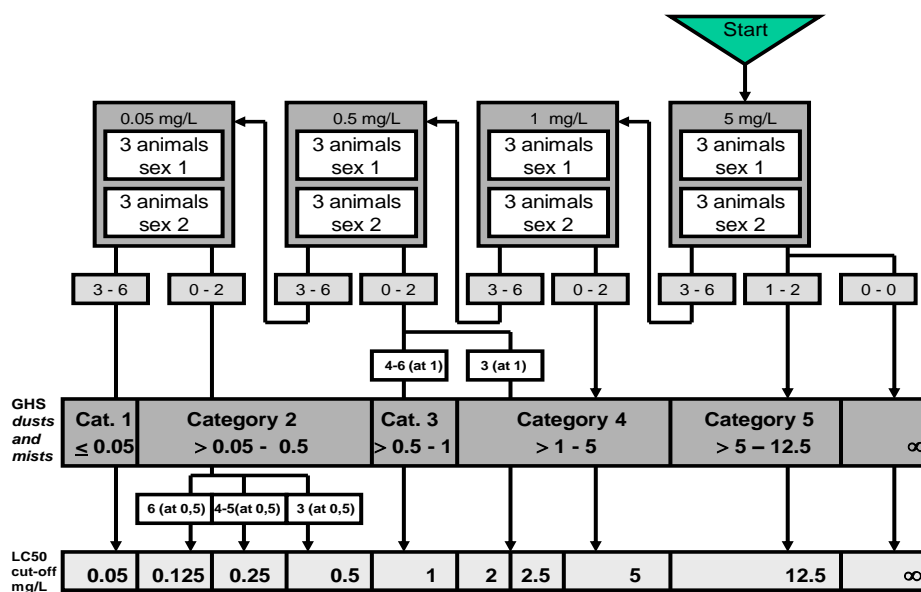 Start
0.05 mg/L
3 animals
sex 1
3 animals
sex 2
0.5 mg/L
3 animals
sex 1
3 animals
sex 2
1 mg/L
3 animals
sex 1
3 animals
sex 2
5 mg/L
3 animals
sex 1
3 animals
sex 2
3 - 6
0 - 2
3 - 6
0 - 2
3 - 6
0 - 2
3 - 6
1 - 2
0 - 0
4-6 (at 1)
3 (at 1)
GHS
dusts
and
mists
Cat. 1
≤ 0.05
Category 2
> 0.05 - 0.5
Cat. 3
> 0.5 - 1
Category 4
> 1 - 5
Category 5
> 5 – 12.5
∞
6 (at 0,5)
4-5(at 0,5)
3 (at 0,5)
LC50
cut-off
mg/L
0.05
0.125
0.25
0.5
1
2
2.5
5
12.5
∞